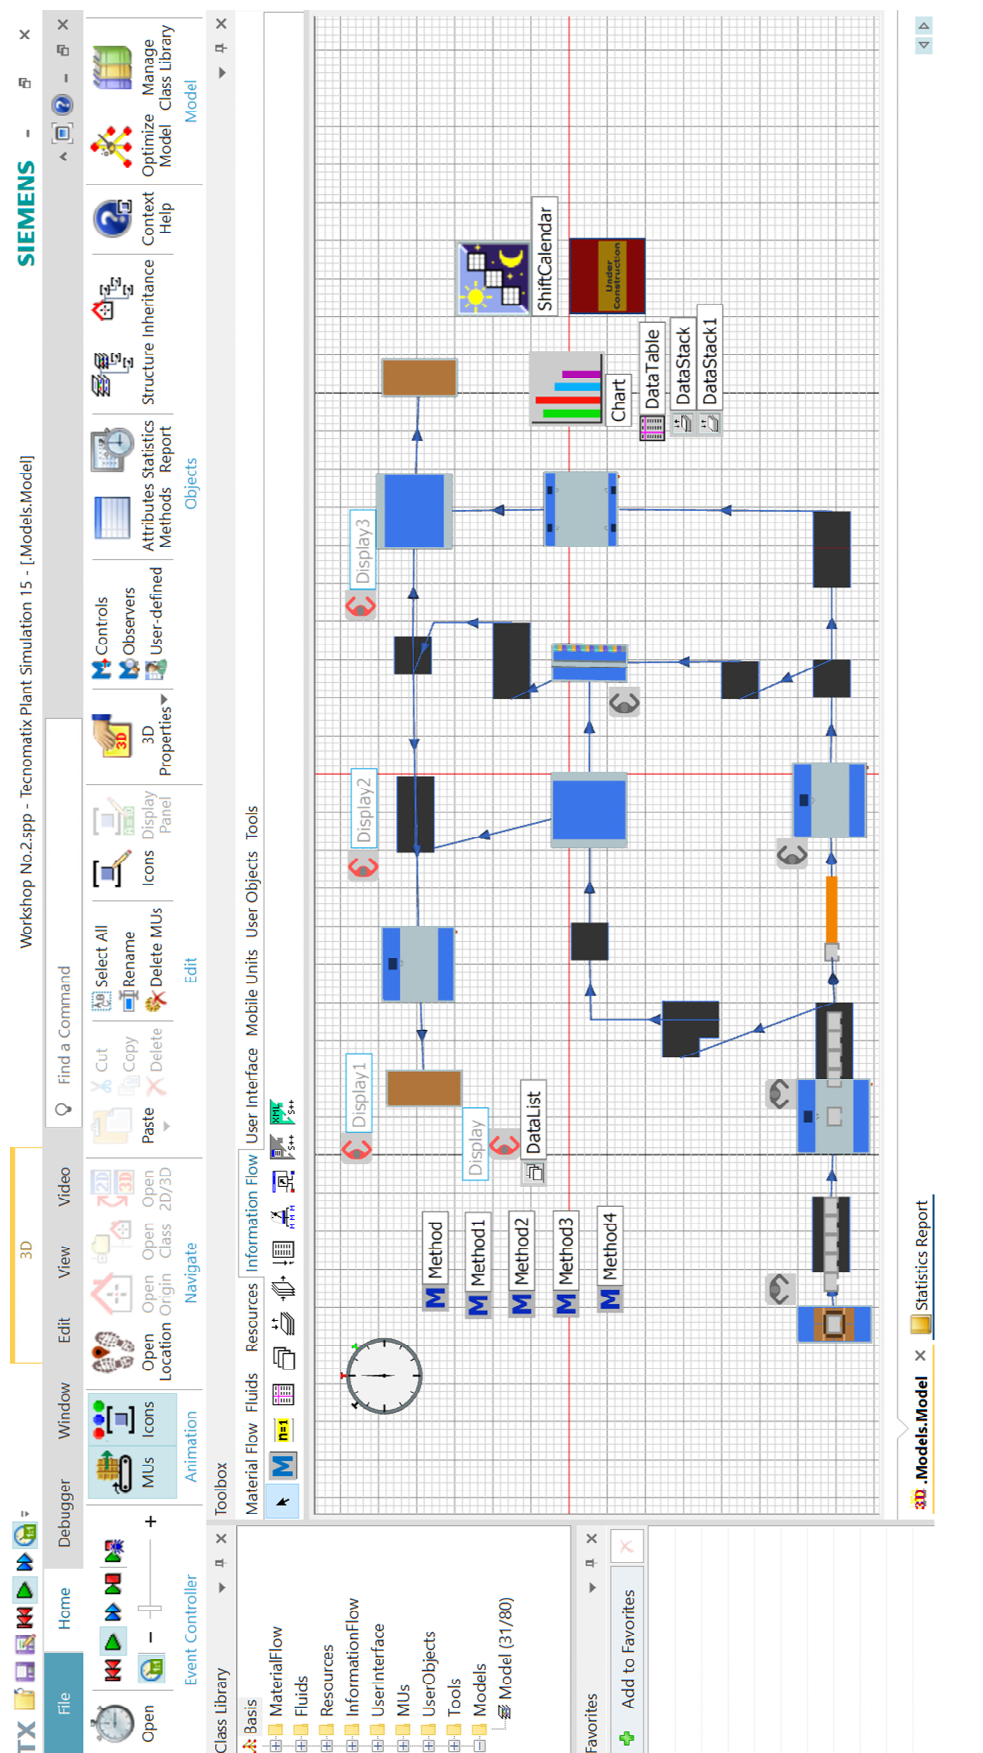 Workshop No.2.spp - Tecnomatix Plant Simulation 15 - [.Models.Model]
SIEMENS
File
Home
Debugger
Window
Edit
View
Video
Find a Command
3D
Open
Event Controller
MUs
Icons
Animation
Open
Location
Open
Origin
Open
Class
Open
2D/3D
Navigate
Paste
Cut
Copy
Delete
Select All
Rename
Delete MUs
Edit
Icons
Display
Panel
3D
Properties
Controls
Observers
User-defined
Attributes
Methods
Statistics
Report
Objects
Structure
Inheritance
Context
Help
Optimize
Model
Manage
Class Library
Model
Class Library
Basis
MaterialFlow
Fluids
Resources
InformationFlow
UserInterface
MUs
UserObjects
Tools
Models
Model (31/80)
Favorites
Add to Favorites
Toolbox
Material Flow
Fluids
Resources
Information Flow
User Interface
Mobile Units
User Objects
Tools
n=1
XML
Display1
Display2
Display3
Display
DataList
Method
Method1
Method2
Method3
Method4
ShiftCalendar
Under
Construction
Chart
DataTable
DataStack
DataStack1
3D .Models.Model
Statistics Report